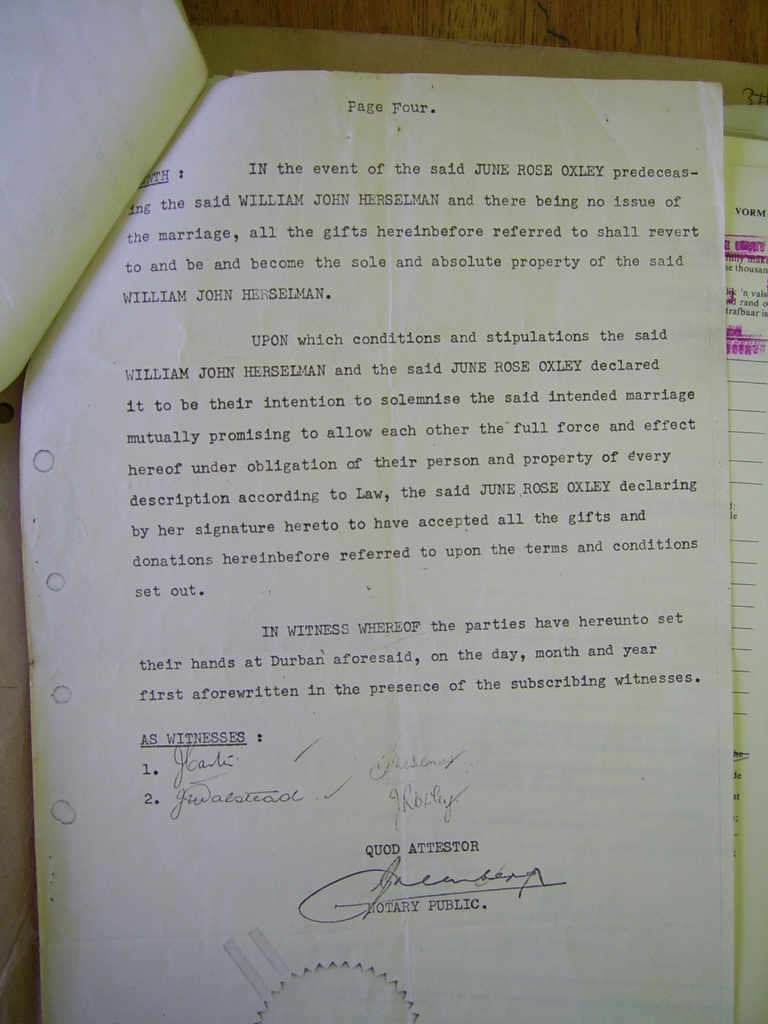 Page Four.
NTH : IN the event of the said JUNE ROSE OXLEY predeceas-
ing the said WILLIAM JOHN HERSELMAN and there being no issue of
the marriage, all the gifts hereinbefore referred to shall revert
to and be and become the sole and absolute property of the said
WILLIAM JOHN HERSELMAN.
UPON which conditions and stipulations the said
WILLIAM JOHN HERSELMAN and the said JUNE ROSE OXLEY declared
it to be their intention to solemnise the said intended marriage
mutually promising to allow each other the full force and effect
hereof under obligation of their person and property of every
description according to Law, the said JUNE ROSE OXLEY declaring
by her signature hereto to have accepted all the gifts and
donations hereinbefore referred to upon the terms and conditions
set out.
IN WITNESS WHEREOF the parties have hereunto set
their hands at Durban aforesaid, on the day, month and year
first aforewritten in the presence of the subscribing witnesses.
AS WITNESSES :
1.
2. JROxley
QUOD ATTESTOR
NOTARY PUBLIC.
VORM
e thousan
'n vals
rand o
trafbaar is